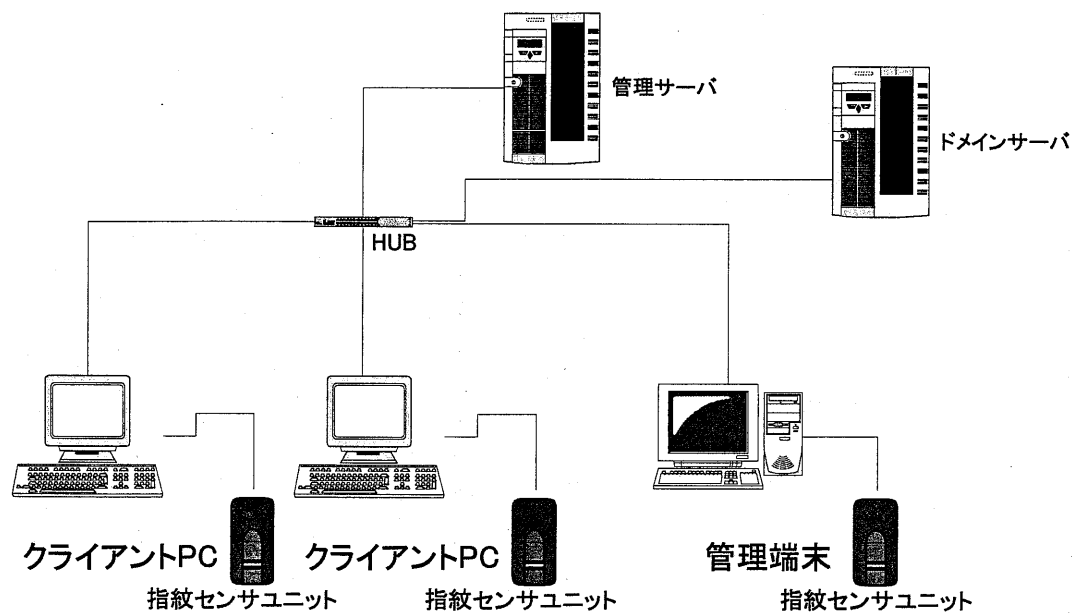 管理サーバ
ドメインサーバ
HUB
クライアントPC
クライアントPC
管理端末
指紋センサユニット
指紋センサユニット
指紋センサユニット